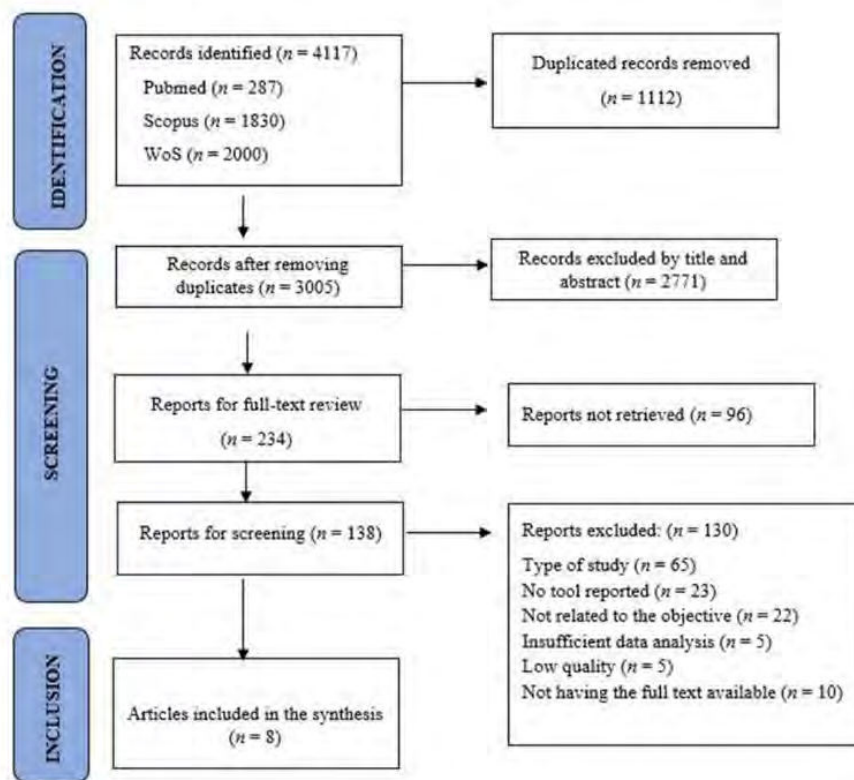 IDENTIFICATION
Records identified (n = 4117)
Pubmed (n = 287)
Scopus (n = 1830)
WoS (n = 2000)
Duplicated records removed
(n = 1112)
SCREENING
Records after removing
duplicates (n = 3005)
Records excluded by title and
abstract (n = 2771)
Reports for full-text review
(n = 234)
Reports not retrieved (n = 96)
Reports for screening (n = 138)
Reports excluded: (n = 130)
Type of study (n = 65)
No tool reported (n = 23)
Not related to the objective (n = 22)
Insufficient data analysis (n = 5)
Low quality (n = 5)
Not having the full text available (n = 10)
INCLUSION
Articles included in the synthesis
(n = 8)